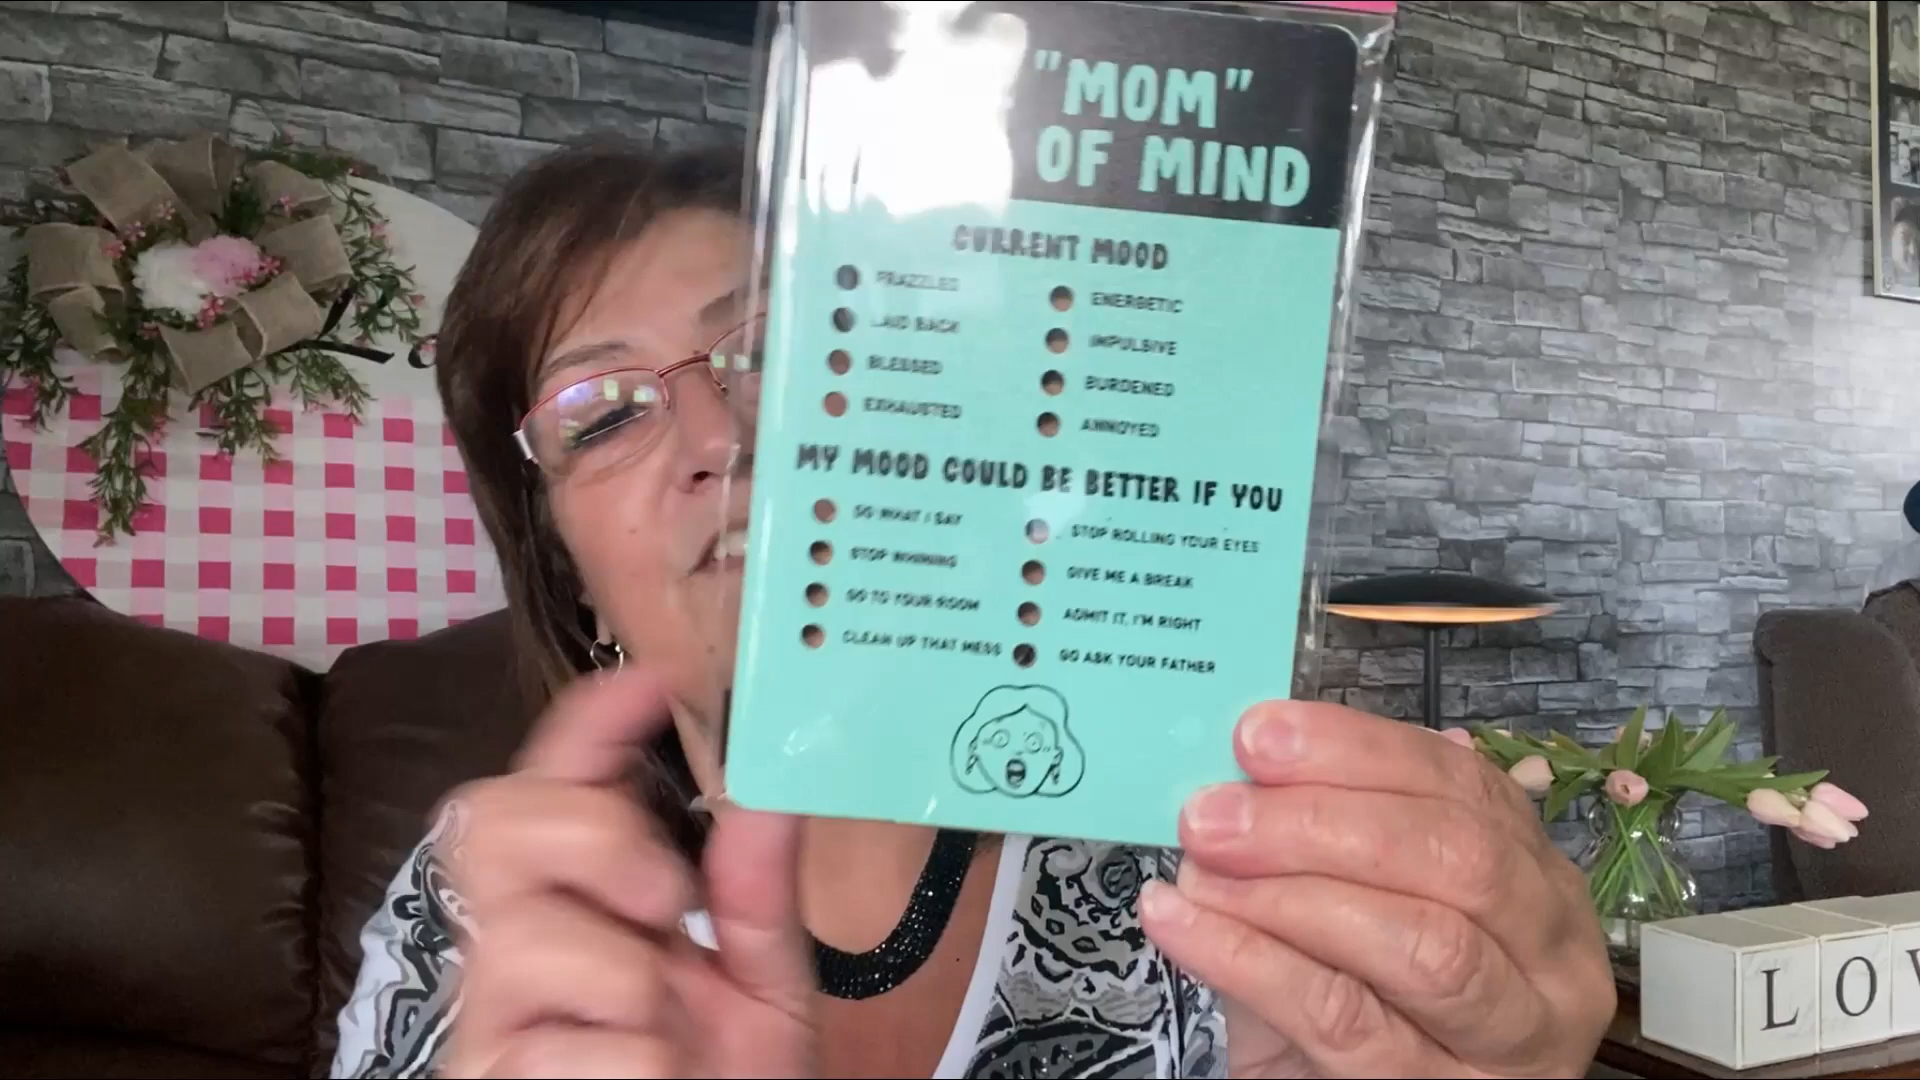 "MOM"
OF MIND
CURRENT MOOD
FRAZZLED
LAID BACK
BLESSED
EXHAUSTED
ENERGETIC
IMPULSIVE
BURDENED
ANNOYED
MY MOOD COULD BE BETTER IF YOU
DO WHAT I SAY
STOP WHINING
GO TO YOUR ROOM
CLEAN UP THAT MESS
STOP ROLLING YOUR EYES
GIVE ME A BREAK
ADMIT IT, I'M RIGHT
GO ASK YOUR FATHER
LOV